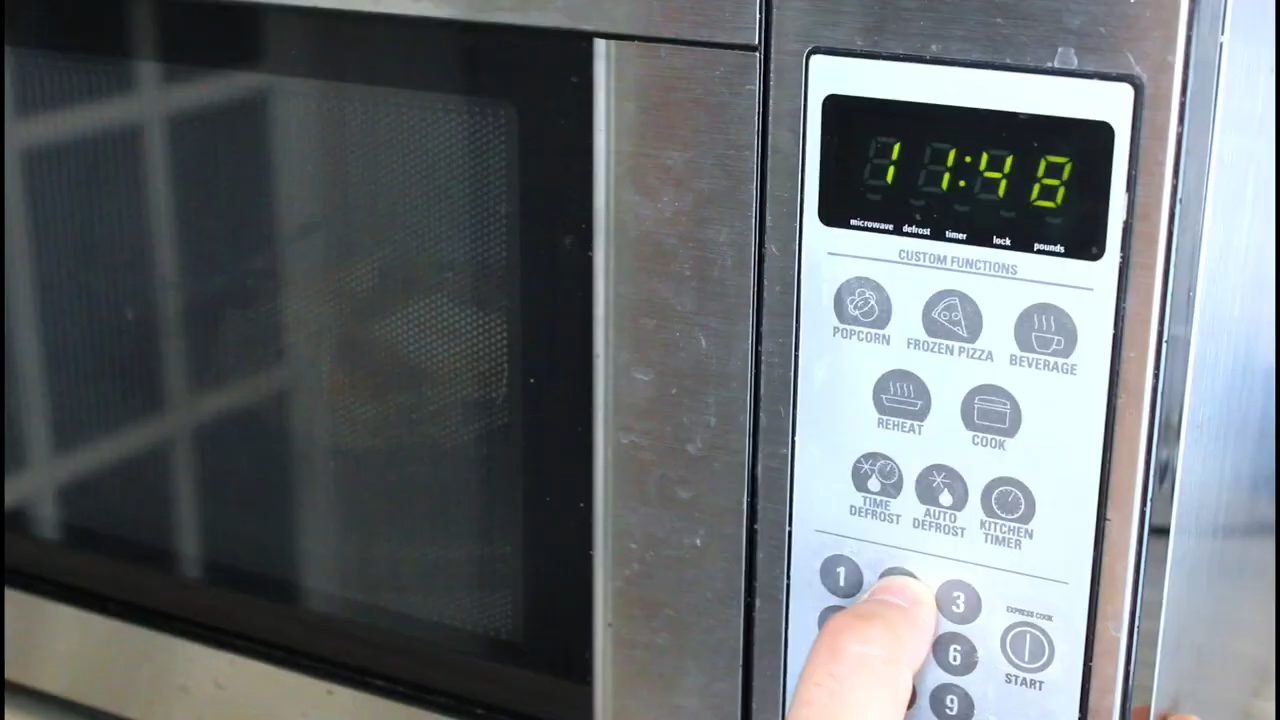 11:48
microwave defrost timer lock pounds
CUSTOM FUNCTIONS
POPCORN
FROZEN PIZZA
BEVERAGE
REHEAT
COOK
TIME
DEFROST
AUTO
DEFROST
KITCHEN
TIMER
1
3
EXPRESS COOK
6
START
9